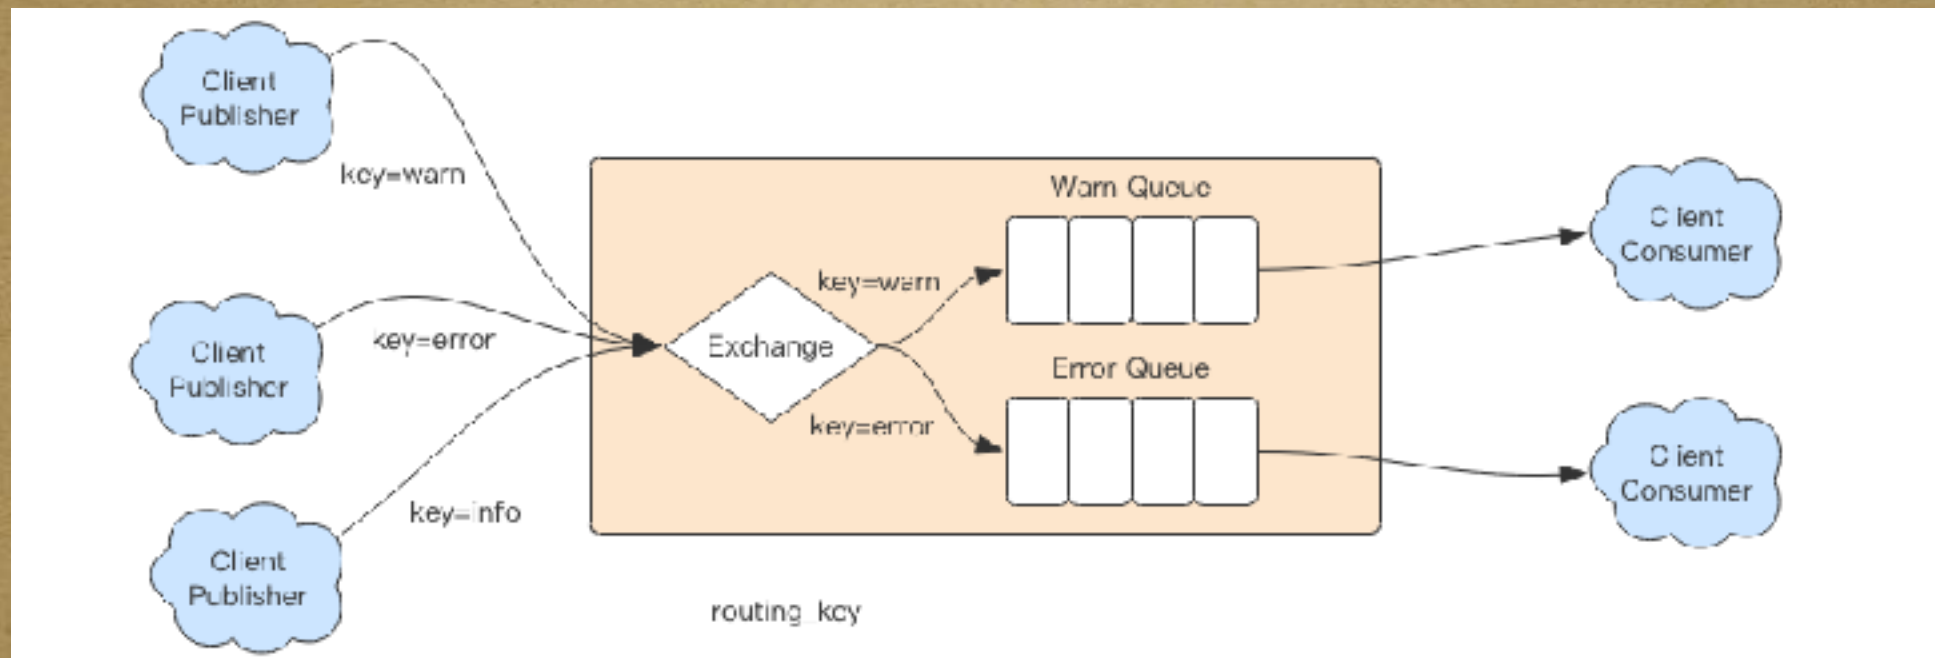 Client
Publisher
key=warn
Client
Publisher
key=error
Client
Publisher
key=info
Exchange
key=warn
key=error
Warn Queue
Error Queue
Client
Consumer
Client
Consumer
routing_key